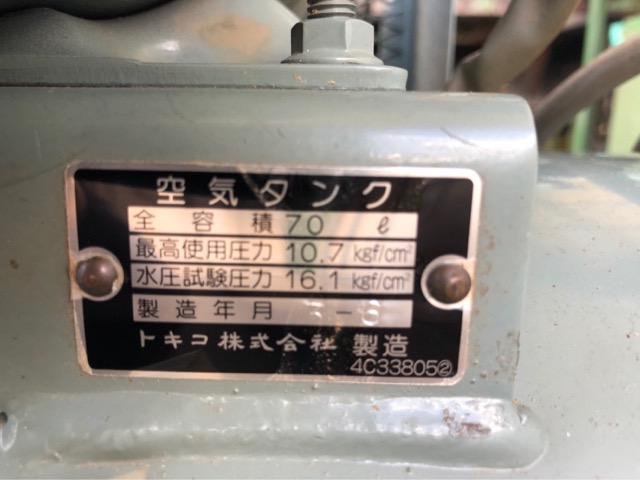 空気タンク
全容積 70 ℓ
最高使用圧力 10.7 kgf/cm²
水圧試験圧力 16.1 kgf/cm²
製造年月
トキコ株式会社 製造
4C33805②